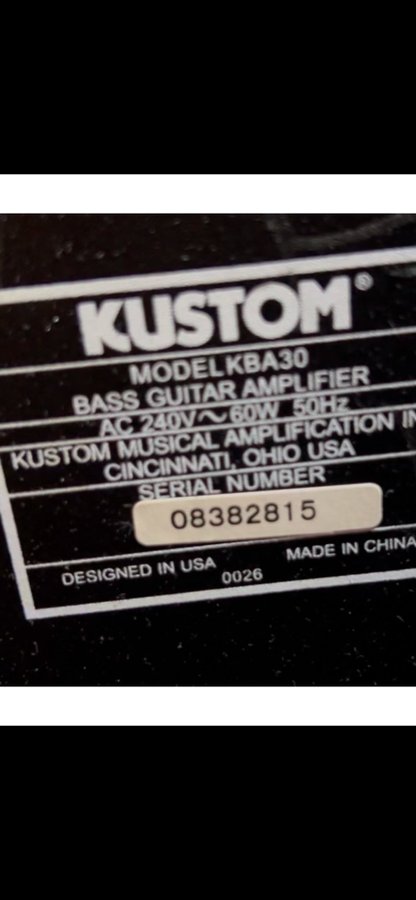 KUSTOM®
MODEL KBA30
BASS GUITAR AMPLIFIER
AC 240V~60W 50Hz
KUSTOM MUSICAL AMPLIFICATION IN
CINCINNATI, OHIO USA
SERIAL NUMBER
08382815
DESIGNED IN USA 0026 MADE IN CHINA